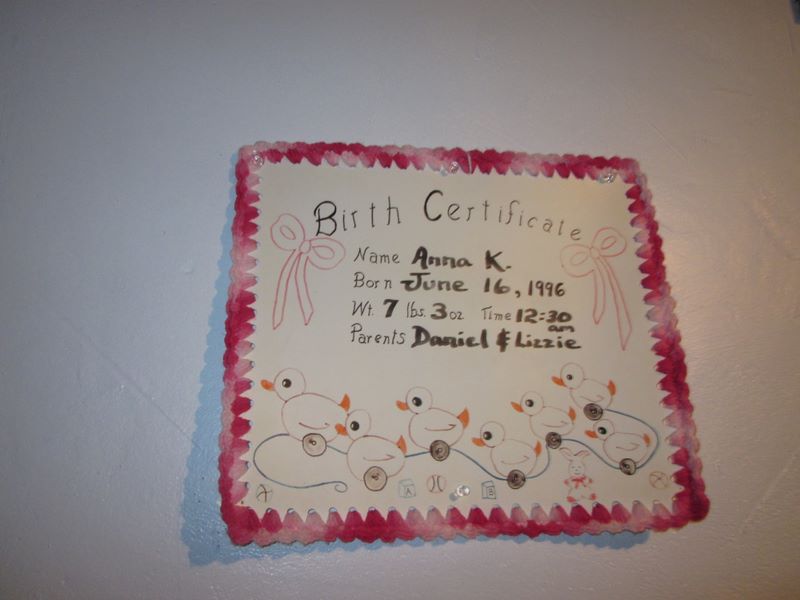 Birth Certificate
Name Anna K.
Born June 16, 1996
Wt. 7 lbs. 3 oz Time 12:30 am
Parents Daniel & Lizzie
A
B